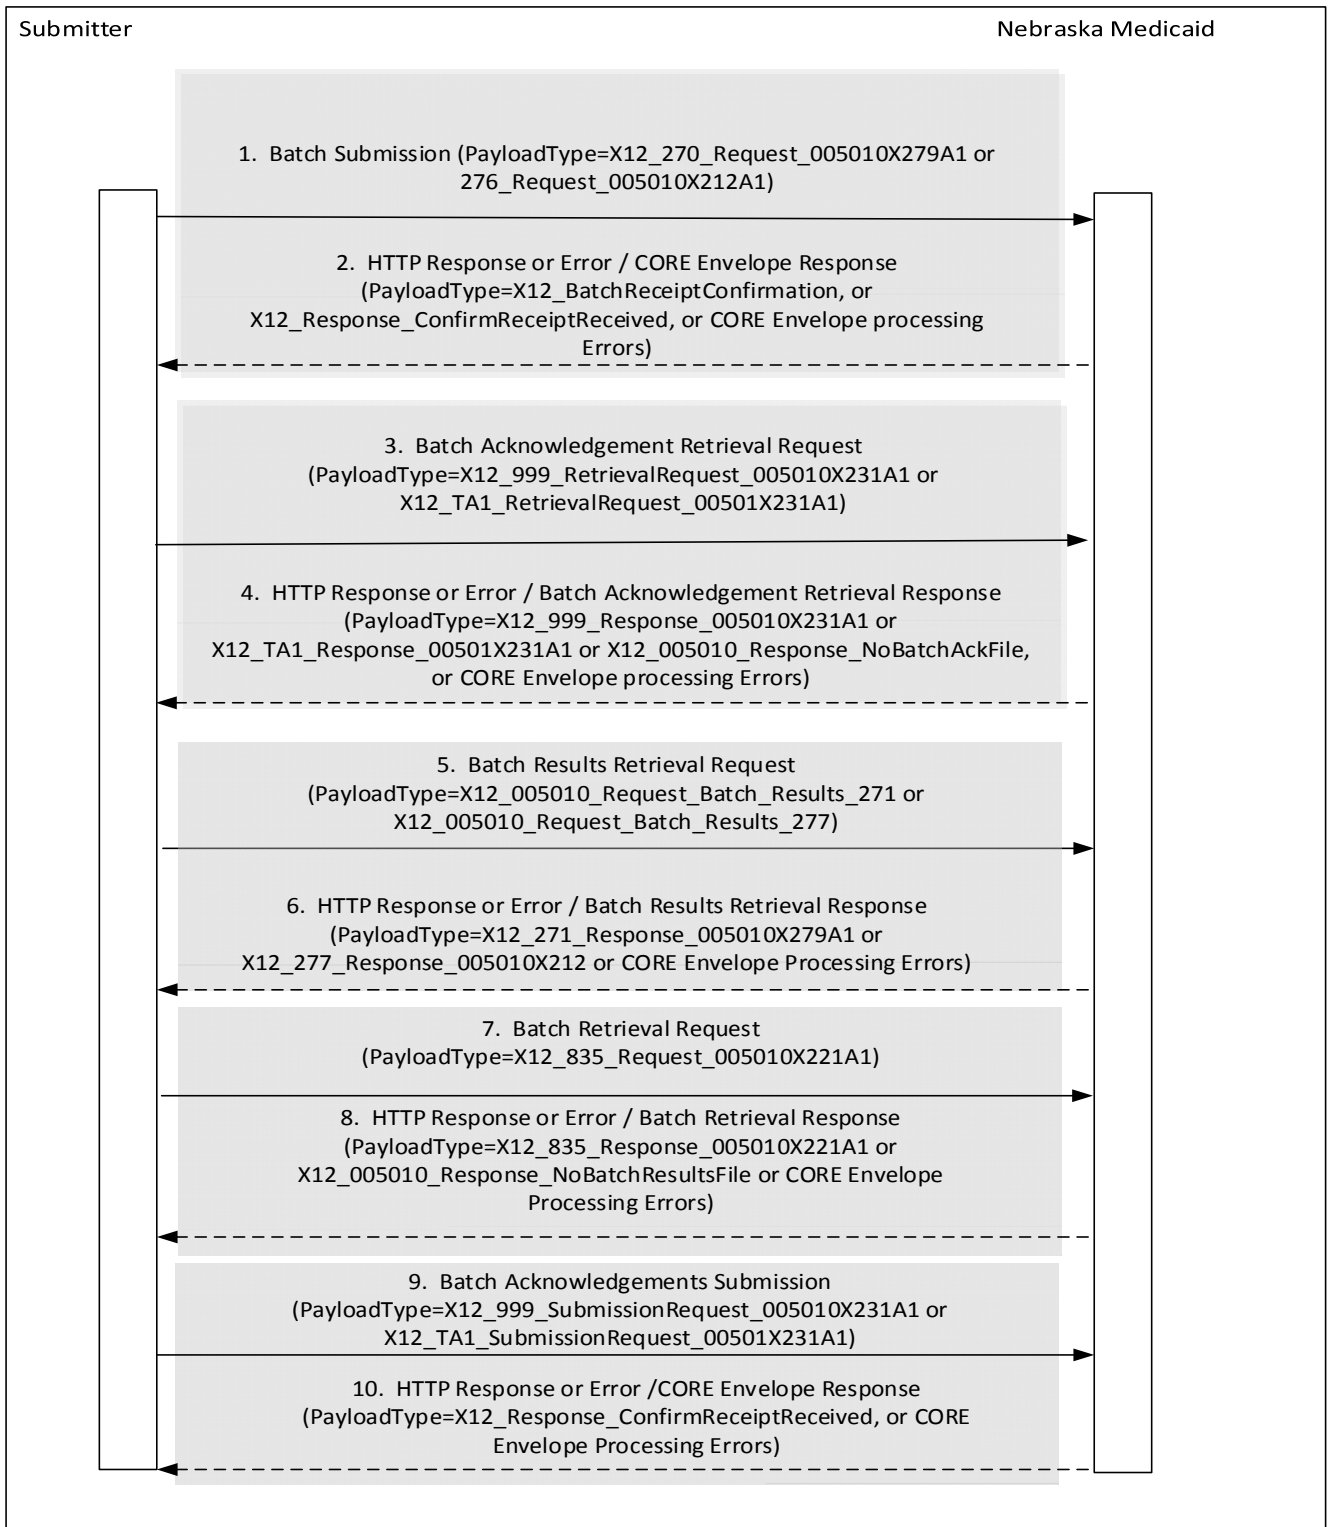 Submitter
Nebraska Medicaid
1. Batch Submission (PayloadType=X12_270_Request_005010X279A1 or
276_Request_005010X212A1)
2. HTTP Response or Error / CORE Envelope Response
(PayloadType=X12_BatchReceiptConfirmation, or
X12_Response_ConfirmReceiptReceived, or CORE Envelope processing
Errors)
3. Batch Acknowledgement Retrieval Request
(PayloadType=X12_999_RetrievalRequest_005010X231A1 or
X12_TA1_RetrievalRequest_00501X231A1)
4. HTTP Response or Error / Batch Acknowledgement Retrieval Response
(PayloadType=X12_999_Response_005010X231A1 or
X12_TA1_Response_00501X231A1 or X12_005010_Response_NoBatchAckFile,
or CORE Envelope processing Errors)
5. Batch Results Retrieval Request
(PayloadType=X12_005010_Request_Batch_Results_271 or
X12_005010_Request_Batch_Results_277)
6. HTTP Response or Error / Batch Results Retrieval Response
(PayloadType=X12_271_Response_005010X279A1 or
X12_277_Response_005010X212 or CORE Envelope Processing Errors)
7. Batch Retrieval Request
(PayloadType=X12_835_Request_005010X221A1)
8. HTTP Response or Error / Batch Retrieval Response
(PayloadType=X12_835_Response_005010X221A1 or
X12_005010_Response_NoBatchResultsFile or CORE Envelope
Processing Errors)
9. Batch Acknowledgements Submission
(PayloadType=X12_999_SubmissionRequest_005010X231A1 or
X12_TA1_SubmissionRequest_00501X231A1)
10. HTTP Response or Error /CORE Envelope Response
(PayloadType=X12_Response_ConfirmReceiptReceived, or CORE
Envelope Processing Errors)